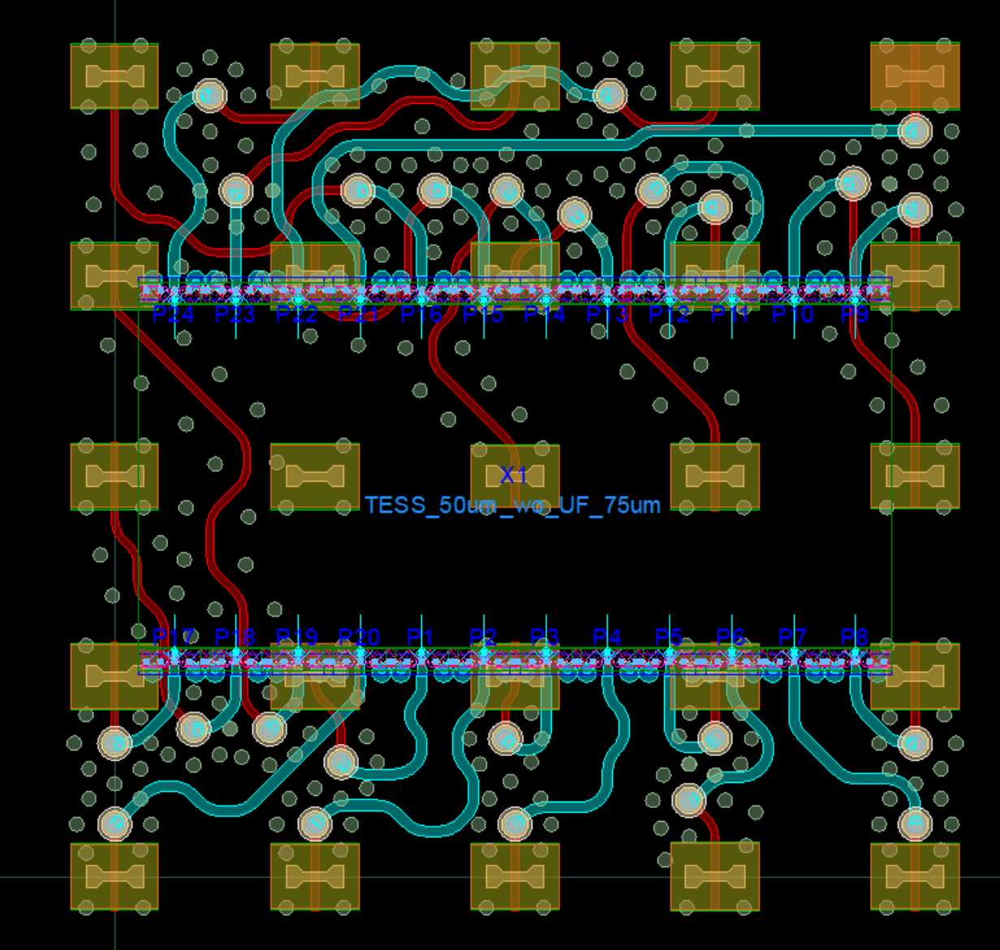 P24 P23 P22 P21 P16 P15 P14 P13 P12 P11 P10 P9
X1
TESS_50um_wo_UF_75um
P17 P18 P19 P20 P1 P2 P3 P4 P5 P6 P7 P8